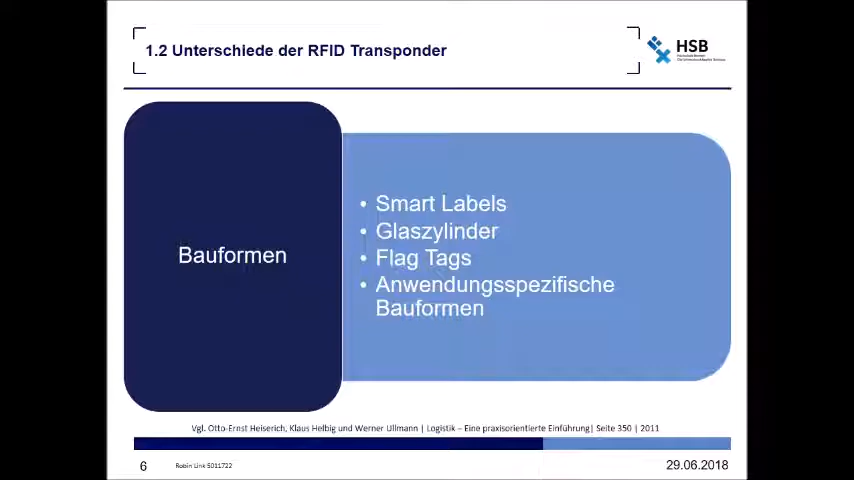 1.2 Unterschiede der RFID Transponder
HSB
Bauformen
• Smart Labels
• Glaszylinder
• Flag Tags
• Anwendungsspezifische
Bauformen
Vgl. Otto-Ernst Heiserich, Klaus Helbig und Werner Ullmann | Logistik – Eine praxisorientierte Einführung| Seite 350 | 2011
6
Robin Link 5011722
29.06.2018